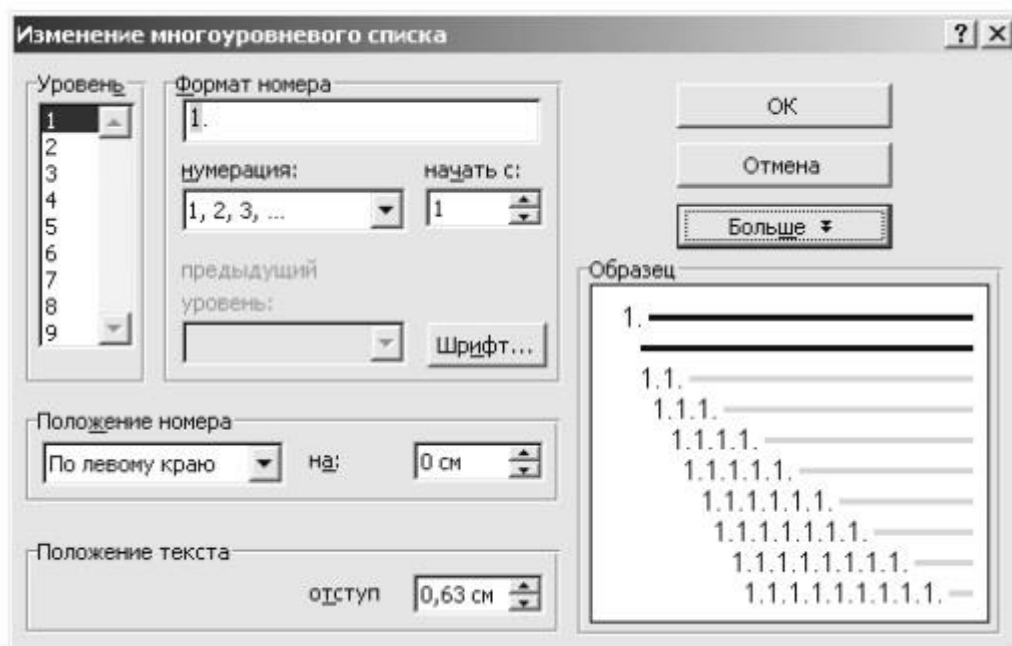 Изменение многоуровневого списка
? ×
Уровень
1
2
3
4
5
6
7
8
9
Формат номера
1.
нумерация:
начать с:
1, 2, 3, ...
1
предыдущий
уровень:
Шрифт...
ОК
Отмена
Больше
Образец
1.
1.1.
1.1.1.
1.1.1.1.
1.1.1.1.1.
1.1.1.1.1.1.
1.1.1.1.1.1.1.
1.1.1.1.1.1.1.1.
1.1.1.1.1.1.1.1.1.
Положение номера
По левому краю
на:
0 см
Положение текста
отступ
0,63 см